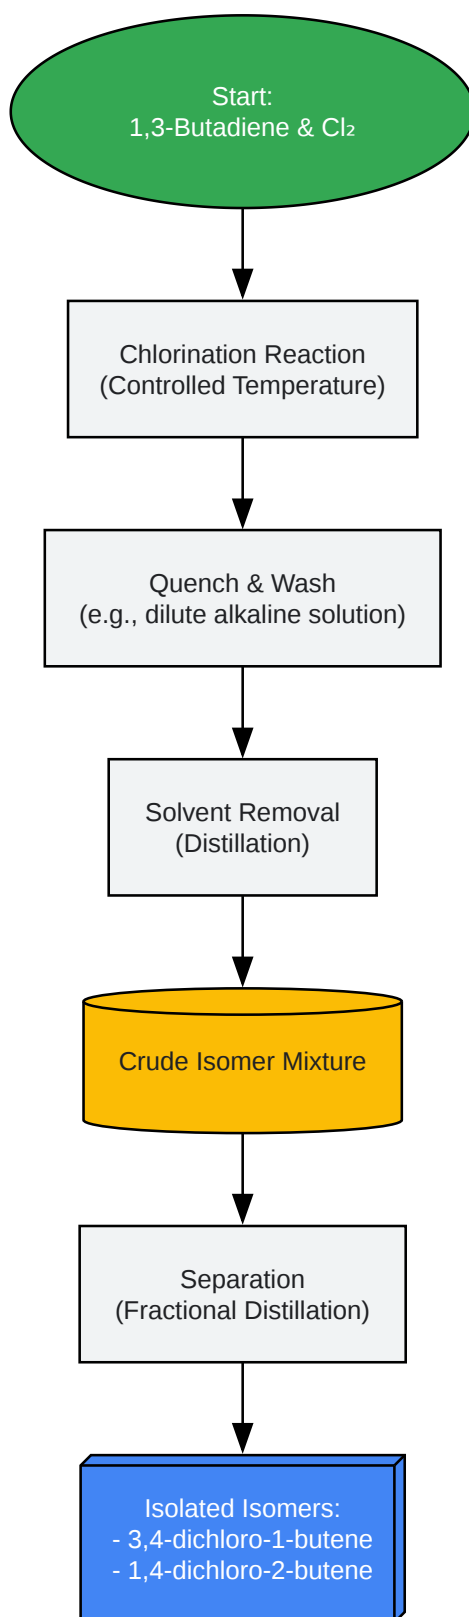 Start:
1,3-Butadiene & Cl₂
Chlorination Reaction
(Controlled Temperature)
Quench & Wash
(e.g., dilute alkaline solution)
Solvent Removal
(Distillation)
Crude Isomer Mixture
Separation
(Fractional Distillation)
Isolated Isomers:
- 3,4-dichloro-1-butene
- 1,4-dichloro-2-butene